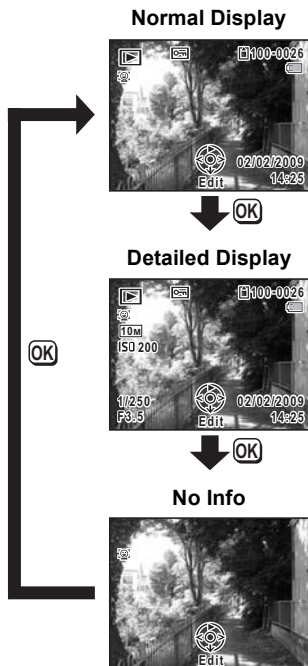 Normal Display
100-0026
02/02/2009
14:25
Edit
OK
Detailed Display
100-0026
10M
ISO 200
1/250
F3.5
02/02/2009
14:25
Edit
OK
OK
No Info
Edit